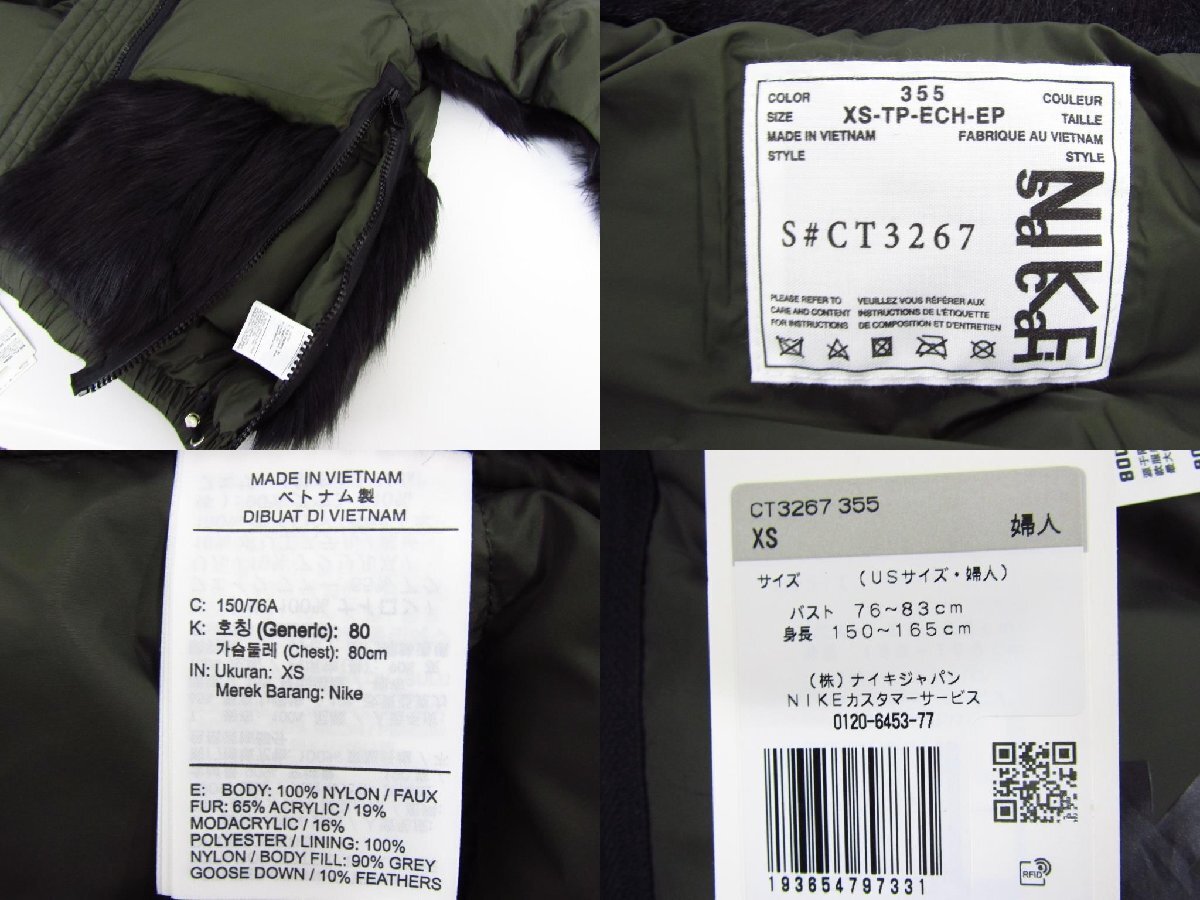 COLOR 355 COULEUR
SIZE XS-TP-ECH-EP TAILLE
MADE IN VIETNAM FABRIQUE AU VIETNAM
STYLE STYLE
NIKE
sacai
S#CT3267
PLEASE REFER TO VEUILLEZ VOUS RÉFÉRER AUX
CARE AND CONTENT INSTRUCTIONS DE L'ÉTIQUETTE
FOR INSTRUCTIONS DE COMPOSITION ET D'ENTRETIEN
MADE IN VIETNAM
ベトナム製
DIBUAT DI VIETNAM
C: 150/76A
K: 호칭 (Generic): 80
가슴둘레 (Chest): 80cm
IN: Ukuran: XS
Merek Barang: Nike
E: BODY: 100% NYLON / FAUX
FUR: 65% ACRYLIC / 19%
MODACRYLIC / 16%
POLYESTER / LINING: 100%
NYLON / BODY FILL: 90% GREY
GOOSE DOWN / 10% FEATHERS
CT3267 355
XS 婦人
サイズ (USサイズ・婦人)
バスト 76~83cm
身長 150~165cm
(株)ナイキジャパン
NIKEカスタマーサービス
0120-6453-77
193654797331
RFID